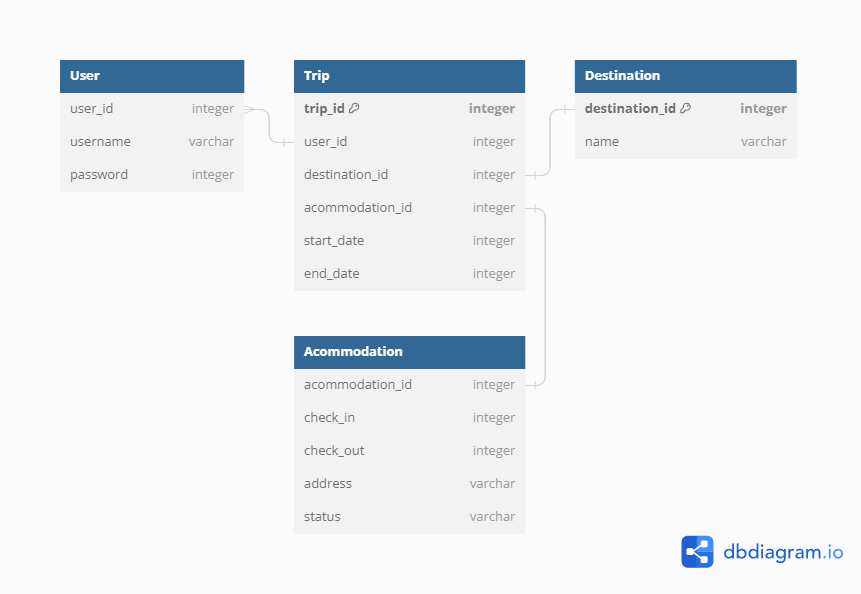 User
user_id integer
username varchar
password integer
Trip
trip_id integer
user_id integer
destination_id integer
acommodation_id integer
start_date integer
end_date integer
Destination
destination_id integer
name varchar
Acommodation
acommodation_id integer
check_in integer
check_out integer
address varchar
status varchar
dbdiagram.io